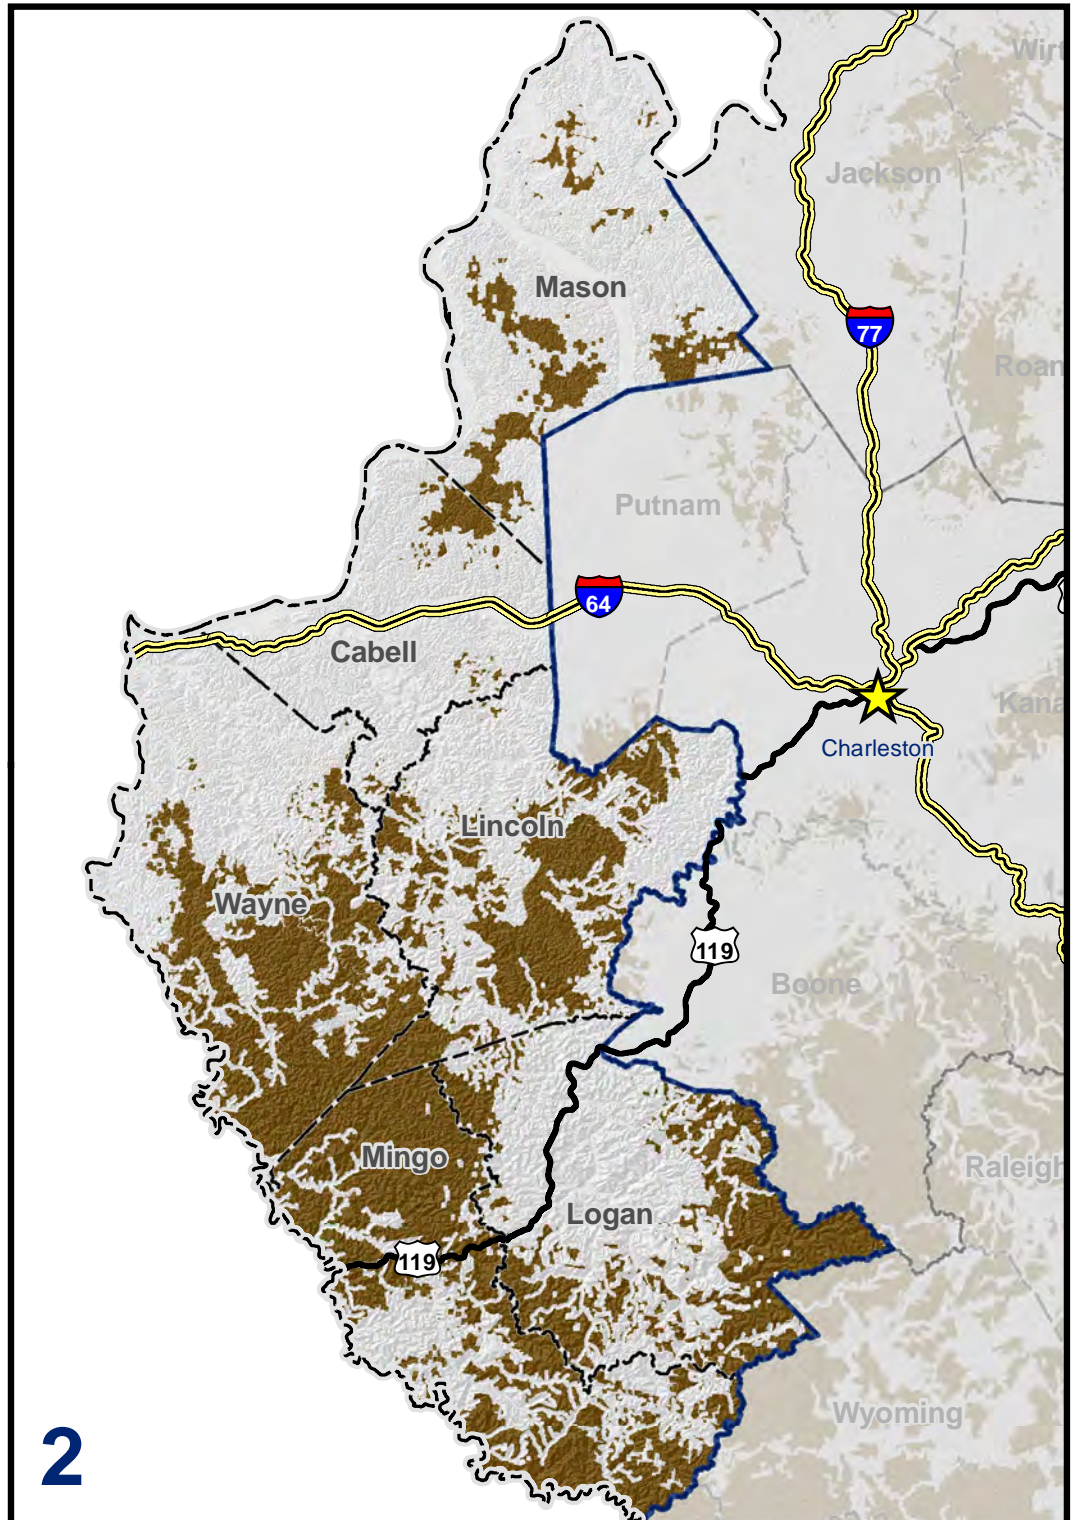 Wirt
Jackson
Mason
77
Roan
Putnam
64
Cabell
Kana
Charleston
Lincoln
Wayne
119
Boone
Mingo
Raleigh
Logan
119
Wyoming
2